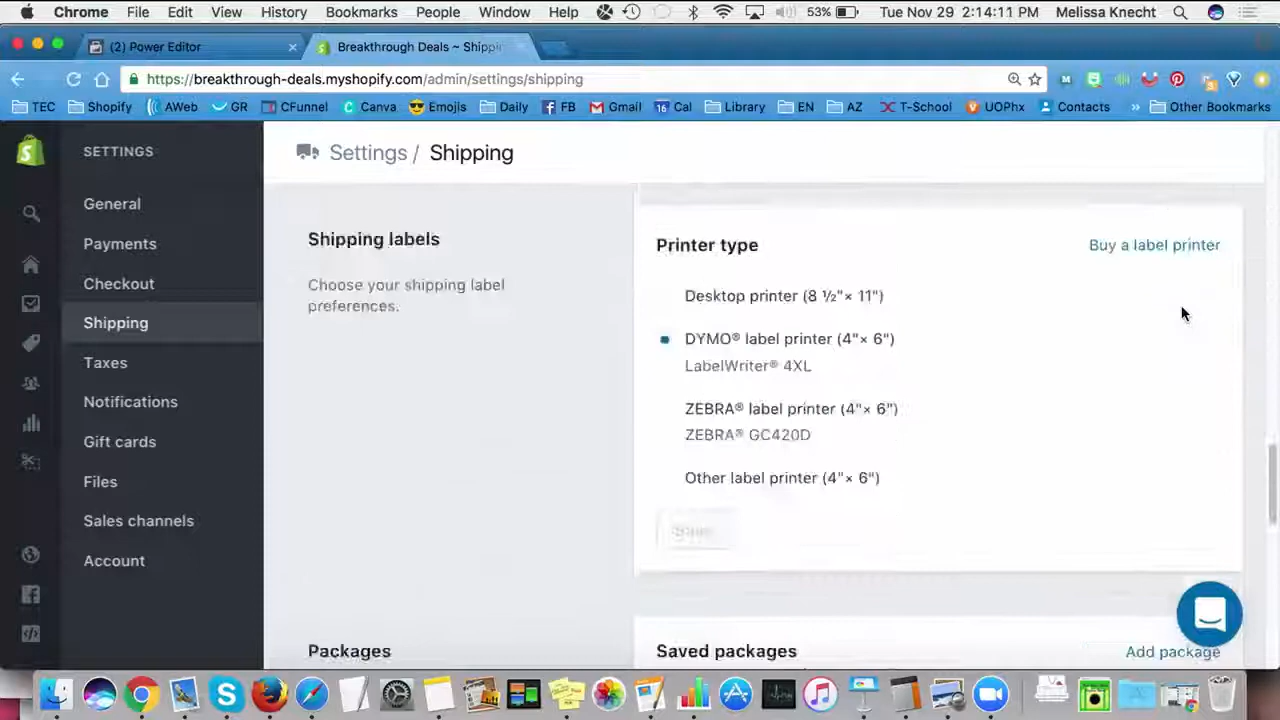 Chrome File Edit View History Bookmarks People Window Help 53% Tue Nov 29 2:14:11 PM Melissa Knecht
(2) Power Editor × Breakthrough Deals ~ Shippin
https://breakthrough-deals.myshopify.com/admin/settings/shipping
TEC Shopify AWeb GR CFunnel Canva Emojis Daily FB Gmail 16 Cal Library EN AZ T-School UOPhx Contacts » Other Bookmarks
SETTINGS
Settings / Shipping
General
Payments
Checkout
Shipping
Taxes
Notifications
Gift cards
Files
Sales channels
Account
Shipping labels
Choose your shipping label
preferences.
Printer type
Buy a label printer
Desktop printer (8 ½"× 11")
DYMO® label printer (4"× 6")
LabelWriter® 4XL
ZEBRA® label printer (4"× 6")
ZEBRA® GC420D
Other label printer (4"× 6")
Packages
Saved packages
Add package